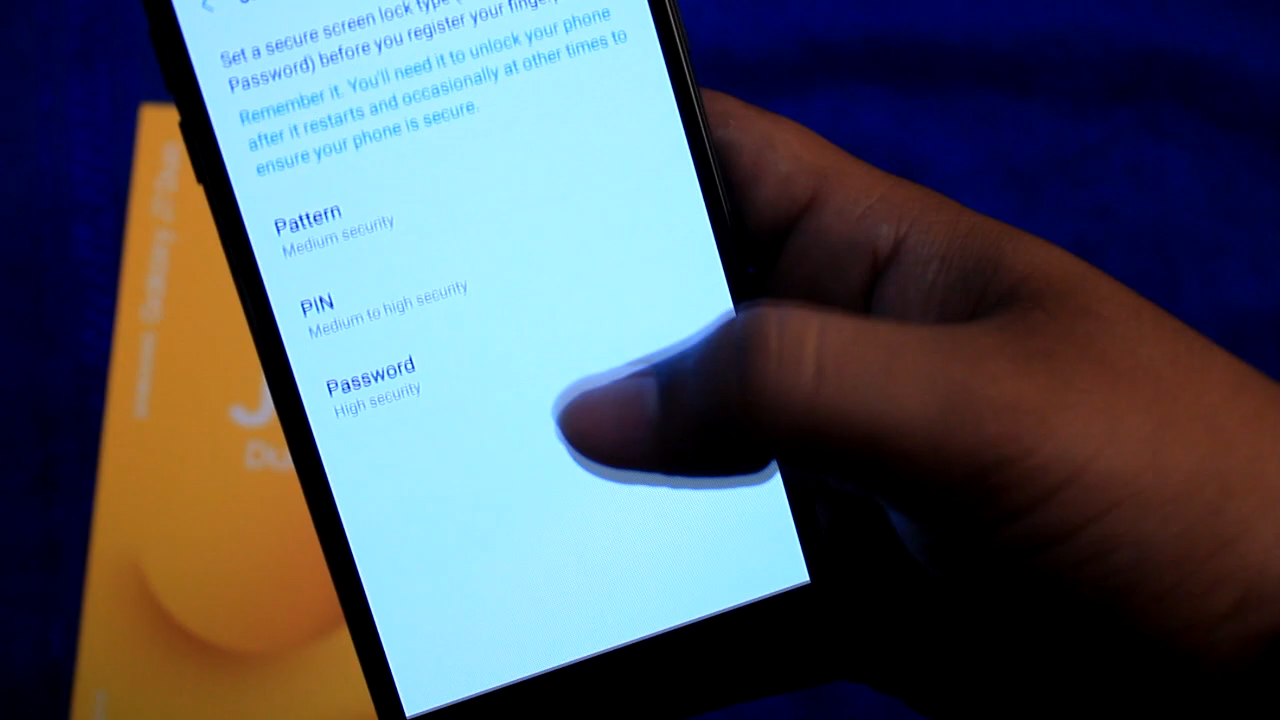 Set a secure screen lock type
Password) before you register your
Remember it. You'll need it to unlock your phone
after it restarts and occasionally at other times to
ensure your phone is secure.
Pattern
Medium security
PIN
Medium to high security
Password
High security
J